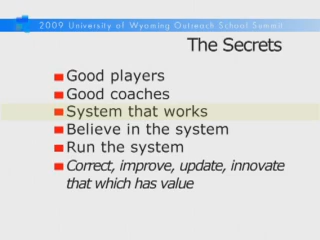 2009 University of Wyoming Outreach School Summit
The Secrets
Good players
Good coaches
System that works
Believe in the system
Run the system
Correct, improve, update, innovate
that which has value